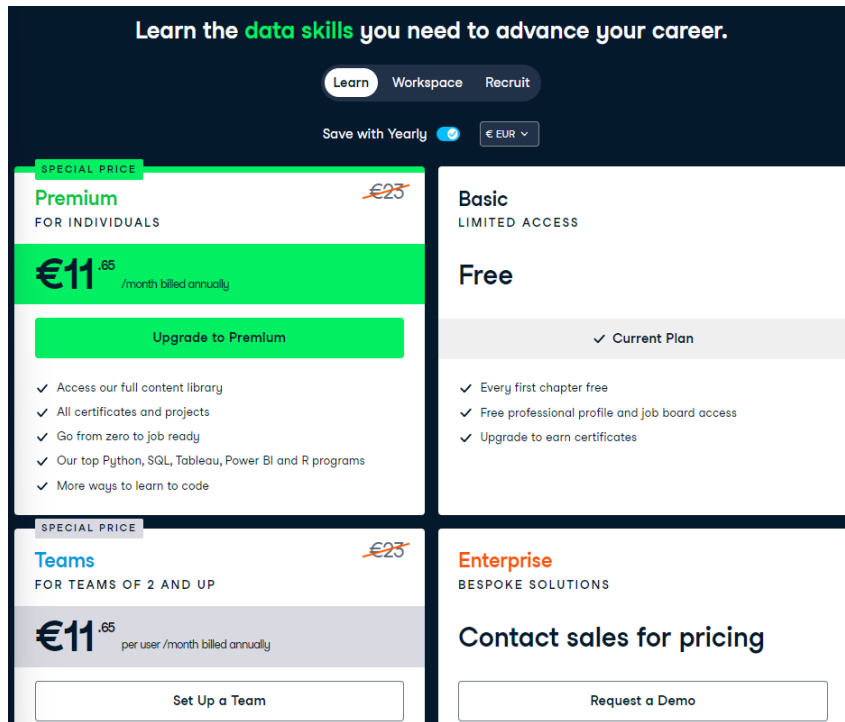 Learn the data skills you need to advance your career.
Learn Workspace Recruit
Save with Yearly € EUR
SPECIAL PRICE
Premium €23
FOR INDIVIDUALS
€11.65 /month billed annually
Upgrade to Premium
Access our full content library
All certificates and projects
Go from zero to job ready
Our top Python, SQL, Tableau, Power BI and R programs
More ways to learn to code
Basic
LIMITED ACCESS
Free
Current Plan
Every first chapter free
Free professional profile and job board access
Upgrade to earn certificates
SPECIAL PRICE
Teams €23
FOR TEAMS OF 2 AND UP
€11.65 per user /month billed annually
Set Up a Team
Enterprise
BESPOKE SOLUTIONS
Contact sales for pricing
Request a Demo